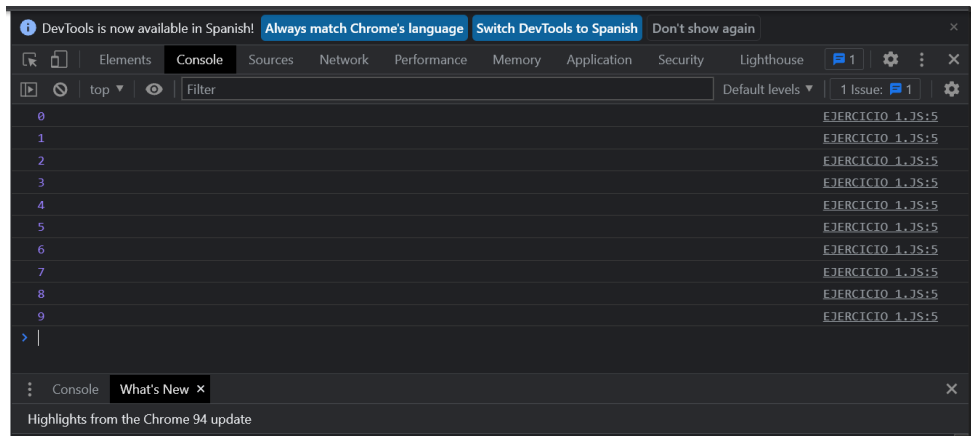 DevTools is now available in Spanish! Always match Chrome's language Switch DevTools to Spanish Don't show again
Elements Console Sources Network Performance Memory Application Security Lighthouse 1
top Filter Default levels 1 Issue: 1
0 EJERCICIO 1.JS:5
1 EJERCICIO 1.JS:5
2 EJERCICIO 1.JS:5
3 EJERCICIO 1.JS:5
4 EJERCICIO 1.JS:5
5 EJERCICIO 1.JS:5
6 EJERCICIO 1.JS:5
7 EJERCICIO 1.JS:5
8 EJERCICIO 1.JS:5
9 EJERCICIO 1.JS:5
>
Console What's New ×
Highlights from the Chrome 94 update